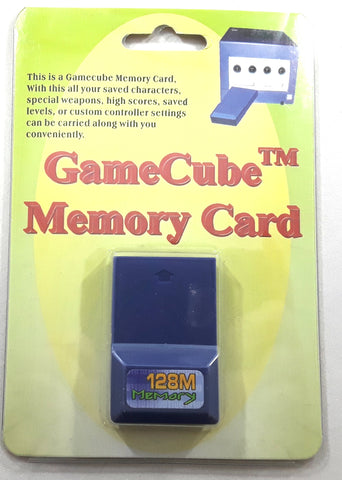 This is a Gamecube Memory Card,
With this all your saved characters,
special weapons, high scores, saved
levels, or custom controller settings
can be carried along with you
conveniently.
GameCube™
Memory Card
128M
Memory